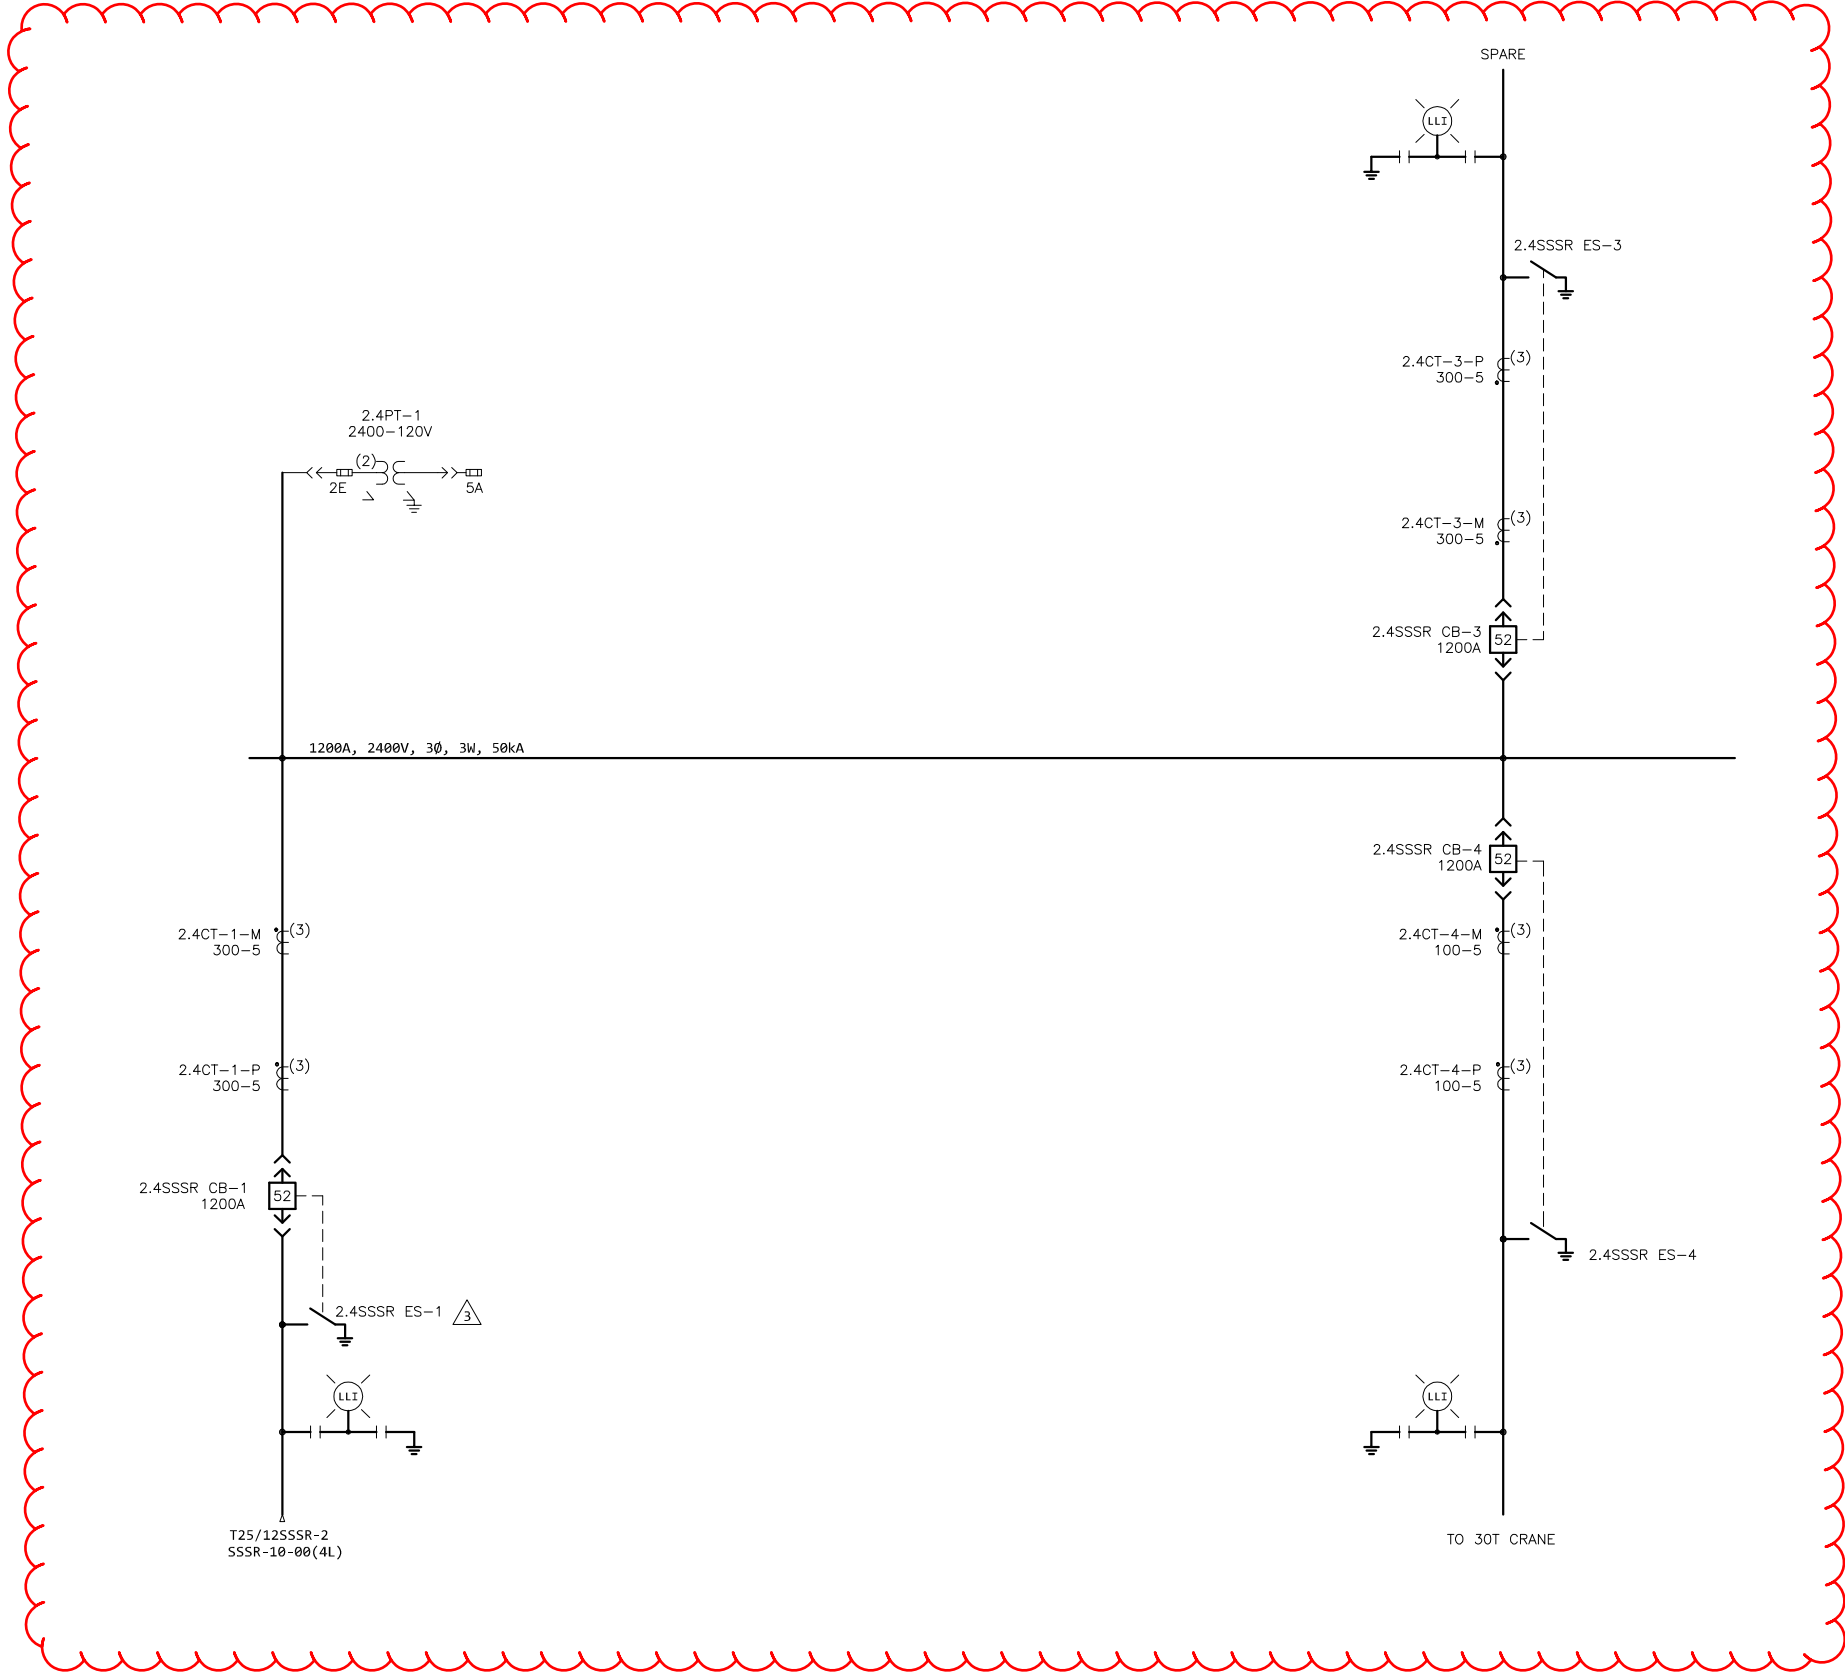 SPARE
LLI
2.4SSSR ES-3
2.4CT-3-P
300-5
(3)
2.4PT-1
2400-120V
(2)
2E
5A
2.4CT-3-M
300-5
(3)
2.4SSSR CB-3
1200A
52
1200A, 2400V, 3Ø, 3W, 50kA
2.4SSSR CB-4
1200A
52
2.4CT-1-M
300-5
(3)
2.4CT-4-M
100-5
(3)
2.4CT-1-P
300-5
(3)
2.4CT-4-P
100-5
(3)
2.4SSSR CB-1
1200A
52
2.4SSSR ES-4
2.4SSSR ES-1
3
LLI
LLI
T25/12SSSR-2
SSSR-10-00(4L)
TO 30T CRANE